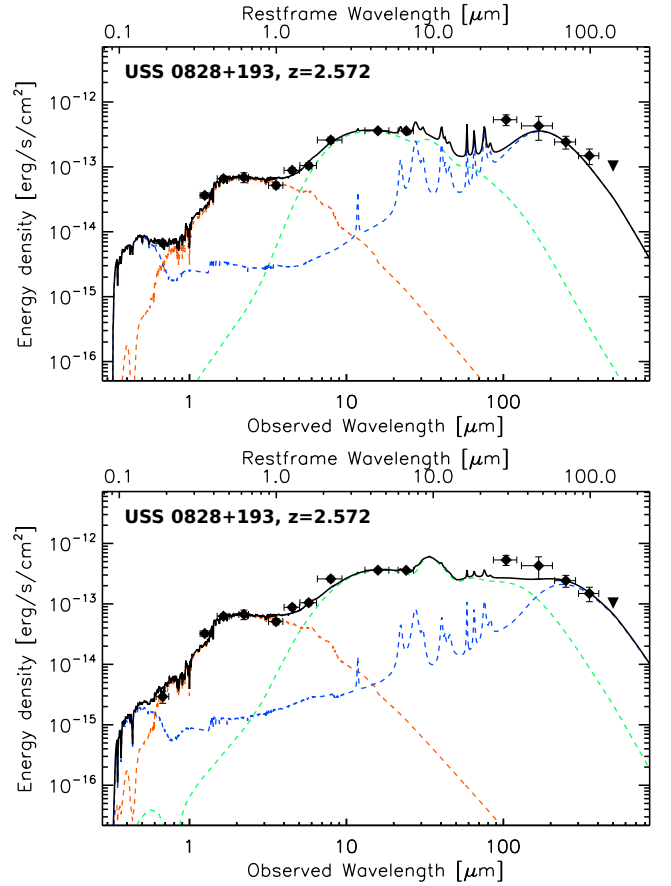 Restframe Wavelength [μm]
0.1 1.0 10.0 100.0
USS 0828+193, z=2.572
Energy density [erg/s/cm²]
10⁻¹²
10⁻¹³
10⁻¹⁴
10⁻¹⁵
10⁻¹⁶
1 10 100
Observed Wavelength [μm]
Restframe Wavelength [μm]
0.1 1.0 10.0 100.0
USS 0828+193, z=2.572
Energy density [erg/s/cm²]
10⁻¹²
10⁻¹³
10⁻¹⁴
10⁻¹⁵
10⁻¹⁶
1 10 100
Observed Wavelength [μm]